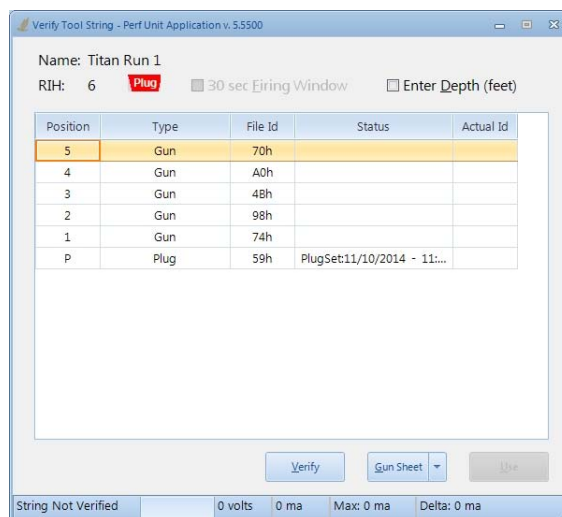 Verify Tool String - Perf Unit Application v. 5.5500
Name: Titan Run 1
RIH: 6 Plug 30 sec Firing Window Enter Depth (feet)
Position Type File Id Status Actual Id
5 Gun 70h
4 Gun A0h
3 Gun 4Bh
2 Gun 98h
1 Gun 74h
P Plug 59h PlugSet:11/10/2014 - 11:...
Verify Gun Sheet Use
String Not Verified 0 volts 0 ma Max: 0 ma Delta: 0 ma